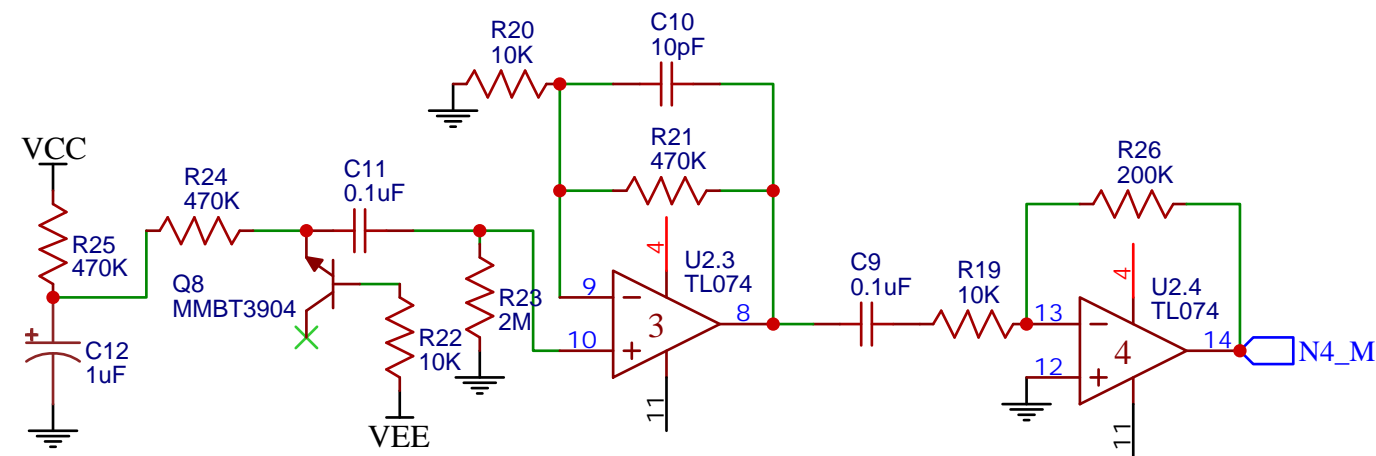 R20
10K
C10
10pF
VCC
R24
470K
C11
0.1uF
R21
470K
R26
200K
R25
470K
Q8
MMBT3904
4
U2.3
TL074
C9
0.1uF
R19
10K
4
U2.4
TL074
9
3
8
10
R23
2M
R22
10K
13
4
14
12
N4_M
C12
1uF
VEE
11
11